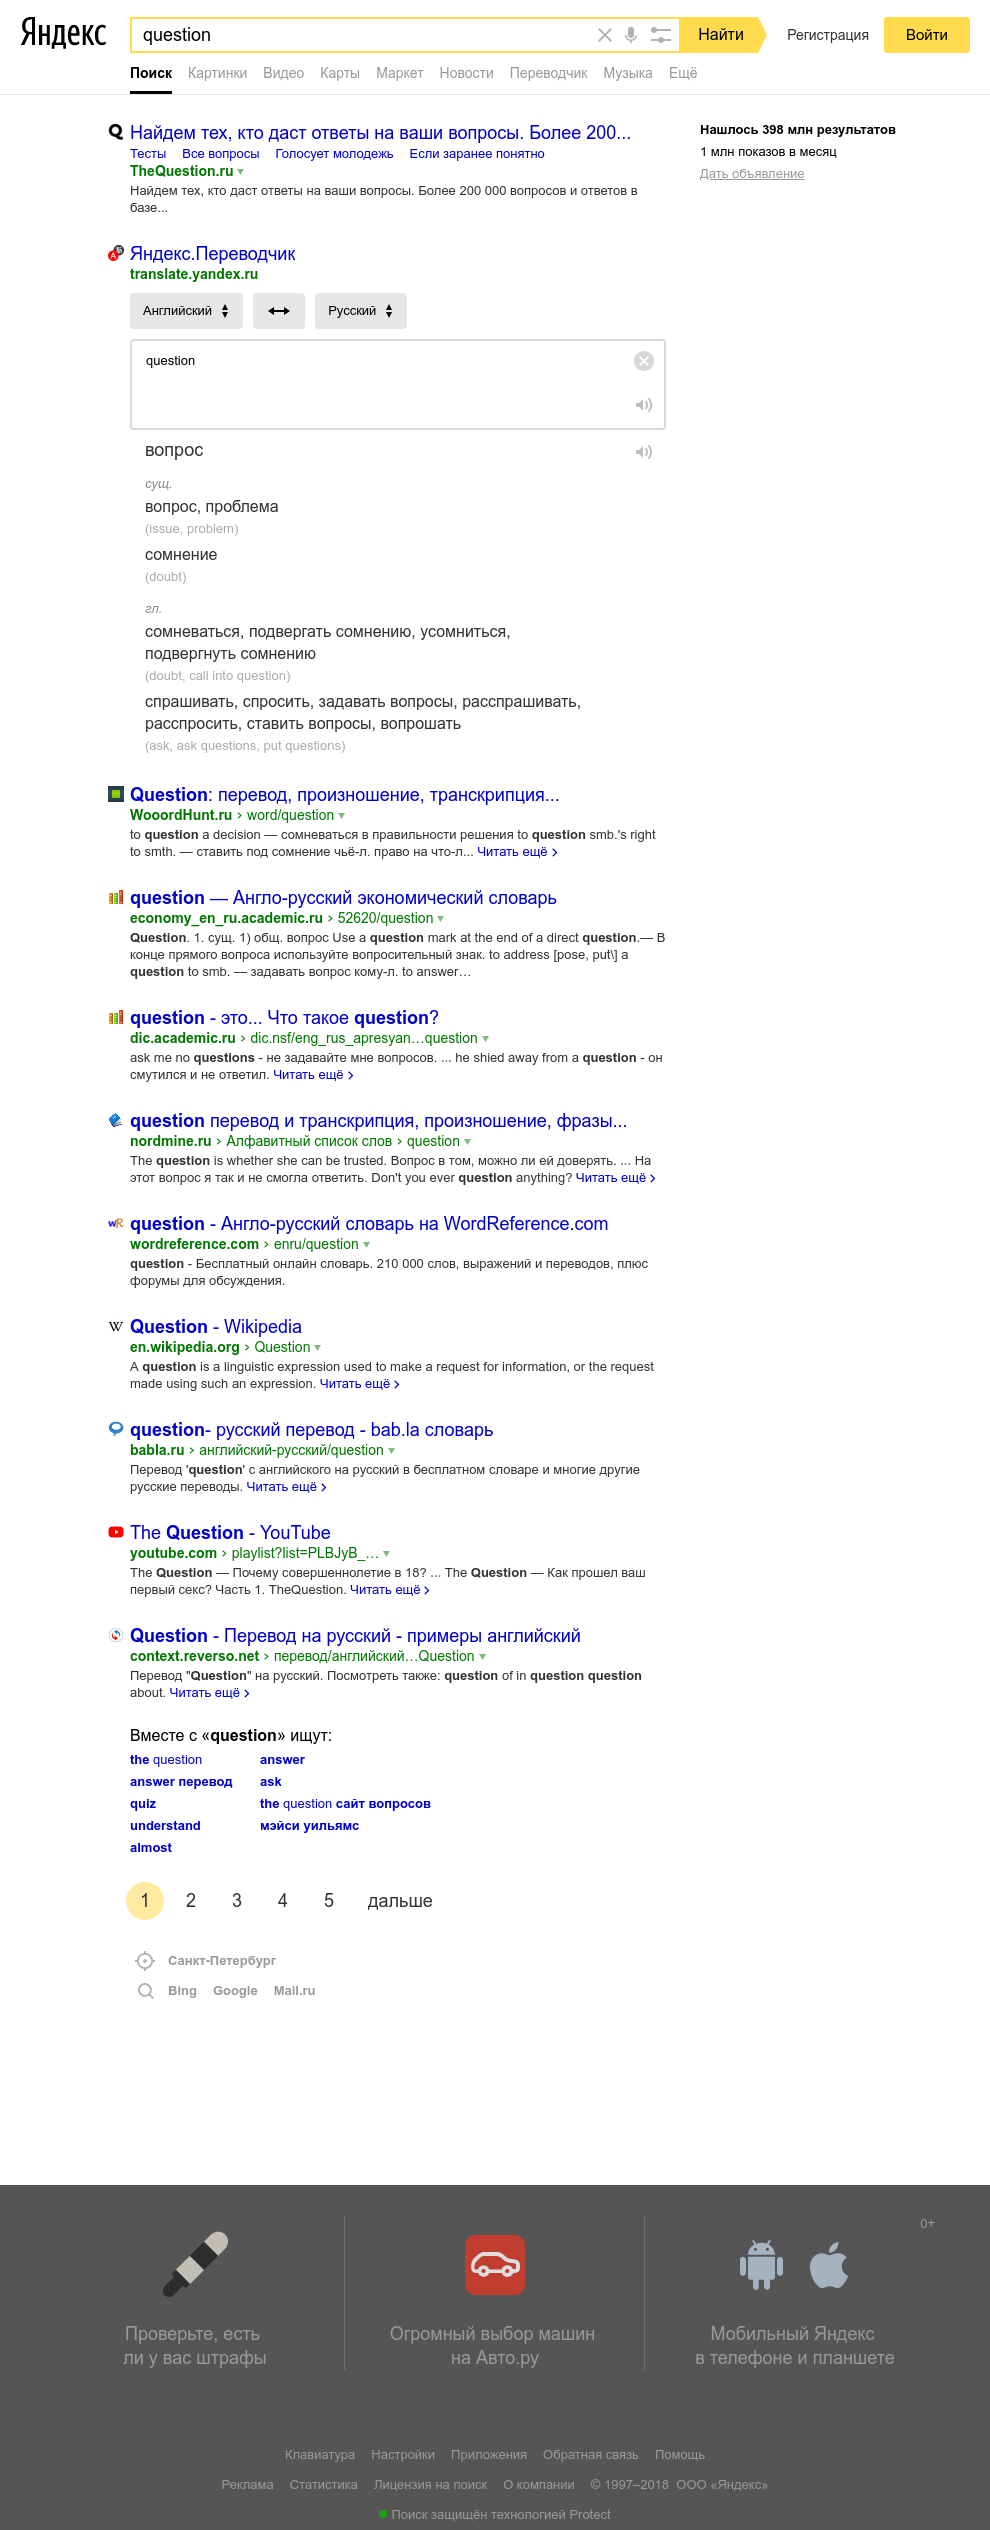 Яндекс
question
Найти
Регистрация
Войти
Поиск Картинки Видео Карты Маркет Новости Переводчик Музыка Ещё
Найдем тех, кто даст ответы на ваши вопросы. Более 200...
Тесты Все вопросы Голосует молодежь Если заранее понятно
TheQuestion.ru
Найдем тех, кто даст ответы на ваши вопросы. Более 200 000 вопросов и ответов в
базе...
Нашлось 398 млн результатов
1 млн показов в месяц
Дать объявление
Яндекс.Переводчик
translate.yandex.ru
Английский Русский
question
вопрос
сущ.
вопрос, проблема
(issue, problem)
сомнение
(doubt)
гл.
сомневаться, подвергать сомнению, усомниться,
подвергнуть сомнению
(doubt, call into question)
спрашивать, спросить, задавать вопросы, расспрашивать,
расспросить, ставить вопросы, вопрошать
(ask, ask questions, put questions)
Question: перевод, произношение, транскрипция...
WooordHunt.ru › word/question
to question a decision — сомневаться в правильности решения to question smb.'s right
to smth. — ставить под сомнение чьё-л. право на что-л... Читать ещё ›
question — Англо-русский экономический словарь
economy_en_ru.academic.ru › 52620/question
Question. 1. сущ. 1) общ. вопрос Use a question mark at the end of a direct question.— В
конце прямого вопроса используйте вопросительный знак. to address [pose, put\] a
question to smb. — задавать вопрос кому-л. to answer…
question - это... Что такое question?
dic.academic.ru › dic.nsf/eng_rus_apresyan…question
ask me no questions - не задавайте мне вопросов. ... he shied away from a question - он
смутился и не ответил. Читать ещё ›
question перевод и транскрипция, произношение, фразы...
nordmine.ru › Алфавитный список слов › question
The question is whether she can be trusted. Вопрос в том, можно ли ей доверять. ... На
этот вопрос я так и не смогла ответить. Don't you ever question anything? Читать ещё ›
question - Англо-русский словарь на WordReference.com
wordreference.com › enru/question
question - Бесплатный онлайн словарь. 210 000 слов, выражений и переводов, плюс
форумы для обсуждения.
Question - Wikipedia
en.wikipedia.org › Question
A question is a linguistic expression used to make a request for information, or the request
made using such an expression. Читать ещё ›
question- русский перевод - bab.la словарь
babla.ru › английский-русский/question
Перевод 'question' с английского на русский в бесплатном словаре и многие другие
русские переводы. Читать ещё ›
The Question - YouTube
youtube.com › playlist?list=PLBJyB_…
The Question — Почему совершеннолетие в 18? ... The Question — Как прошел ваш
первый секс? Часть 1. TheQuestion. Читать ещё ›
Question - Перевод на русский - примеры английский
context.reverso.net › перевод/английский…Question
Перевод "Question" на русский. Посмотреть также: question of in question question
about. Читать ещё ›
Вместе с «question» ищут:
the question answer
answer перевод ask
quiz the question сайт вопросов
understand мэйси уильямс
almost
1 2 3 4 5 дальше
Санкт-Петербург
Bing Google Mail.ru
0+
Проверьте, есть
ли у вас штрафы
Огромный выбор машин
на Авто.ру
Мобильный Яндекс
в телефоне и планшете
Клавиатура Настройки Приложения Обратная связь Помощь
Реклама Статистика Лицензия на поиск О компании © 1997–2018 ООО «Яндекс»
Поиск защищён технологией Protect